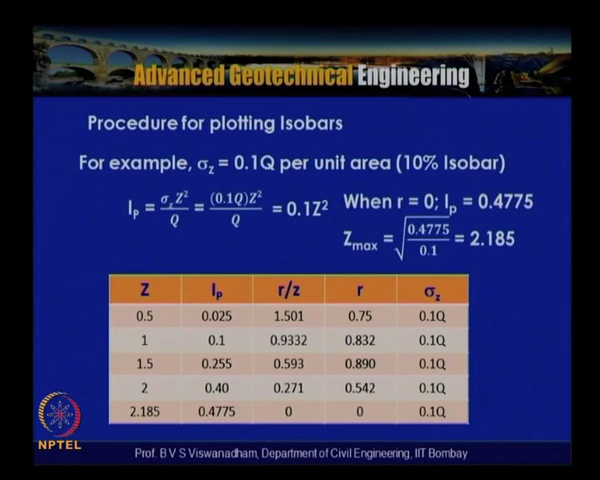 Advanced Geotechnical Engineering
Procedure for plotting Isobars
For example, σz = 0.1Q per unit area (10% Isobar)
Ip = σzZ²/Q = (0.1Q)Z²/Q = 0.1Z² When r = 0; Ip = 0.4775
Zmax = √(0.4775/0.1) = 2.185
Z Ip r/z r σz
0.5 0.025 1.501 0.75 0.1Q
1 0.1 0.9332 0.832 0.1Q
1.5 0.255 0.593 0.890 0.1Q
2 0.40 0.271 0.542 0.1Q
2.185 0.4775 0 0 0.1Q
NPTEL
Prof. B V S Viswanadham, Department of Civil Engineering, IIT Bombay